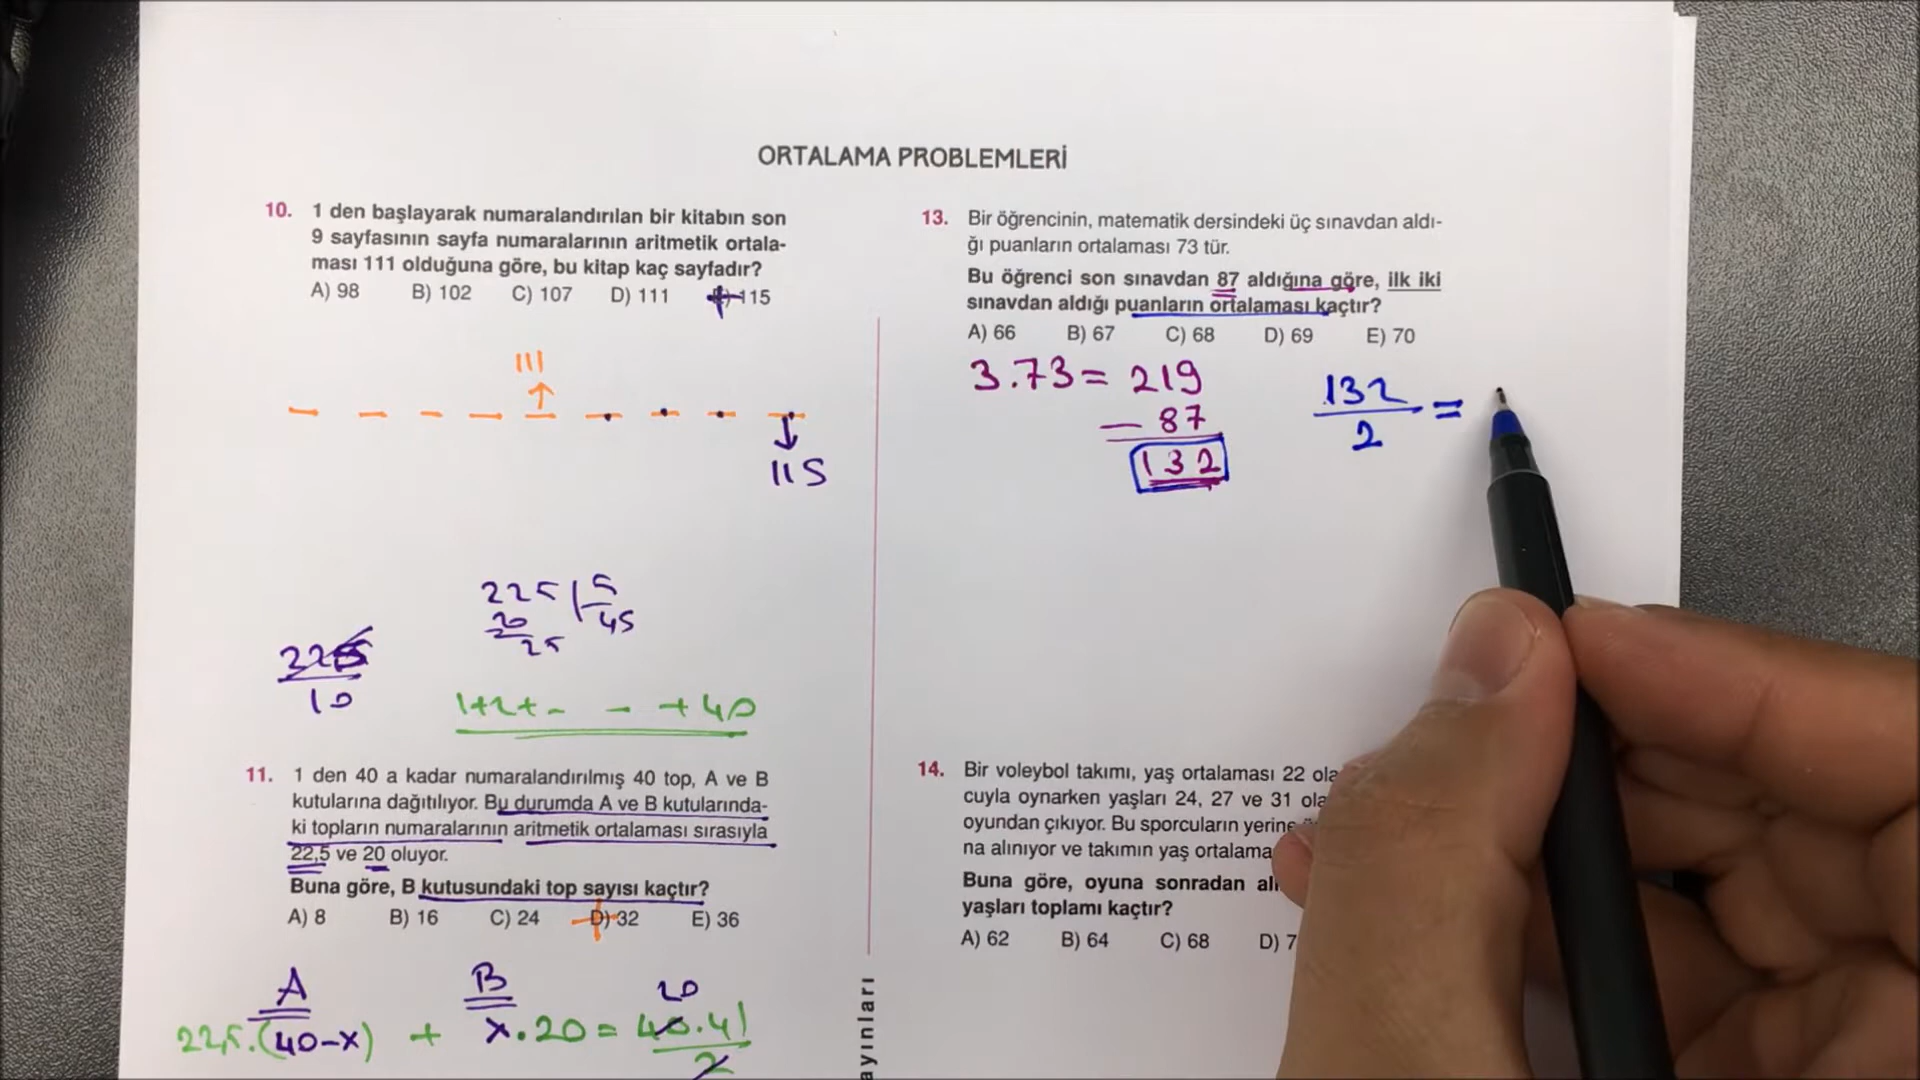 ORTALAMA PROBLEMLERİ
10. 1 den başlayarak numaralandırılan bir kitabın son
9 sayfasının sayfa numaralarının aritmetik ortala-
ması 111 olduğuna göre, bu kitap kaç sayfadır?
A) 98 B) 102 C) 107 D) 111 115
111
115
225 5
20 45
25
225
10
1+2+- - +40
11. 1 den 40 a kadar numaralandırılmış 40 top, A ve B
kutularına dağıtılıyor. Bu durumda A ve B kutularında-
ki topların numaralarının aritmetik ortalaması sırasıyla
22,5 ve 20 oluyor.
Buna göre, B kutusundaki top sayısı kaçtır?
A) 8 B) 16 C) 24 D) 32 E) 36
A B 20
22,5.(40-x) + x.20 = 40.41
2
ayınları
13. Bir öğrencinin, matematik dersindeki üç sınavdan aldı-
ğı puanların ortalaması 73 tür.
Bu öğrenci son sınavdan 87 aldığına göre, ilk iki
sınavdan aldığı puanların ortalaması kaçtır?
A) 66 B) 67 C) 68 D) 69 E) 70
3.73 = 219
- 87
132
132
2 =
14. Bir voleybol takımı, yaş ortalaması 22 ola
cuyla oynarken yaşları 24, 27 ve 31 ola
oyundan çıkıyor. Bu sporcuların yerine
na alınıyor ve takımın yaş ortalama
Buna göre, oyuna sonradan alı
yaşları toplamı kaçtır?
A) 62 B) 64 C) 68 D) 7